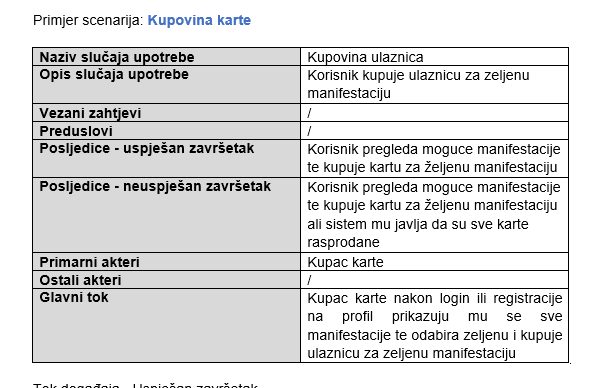 Primjer scenarija: Kupovina karte
Naziv slučaja upotrebe
Kupovina ulaznica
Opis slučaja upotrebe
Korisnik kupuje ulaznicu za zeljenu
manifestaciju
Vezani zahtjevi
/
Preduslovi
/
Posljedice - uspješan završetak
Korisnik pregleda moguce manifestacije
te kupuje kartu za željenu manifestaciju
Posljedice - neuspješan završetak
Korisnik pregleda moguce manifestacije
te kupuje kartu za željenu manifestaciju
ali sistem mu javlja da su sve karte
rasprodane
Primarni akteri
Kupac karte
Ostali akteri
/
Glavni tok
Kupac karte nakon login ili registracije
na profil prikazuju mu se sve
manifestacije te odabira zeljenu i kupuje
ulaznicu za zeljenu manifestaciju
Tok događaja - Uspješan završetak